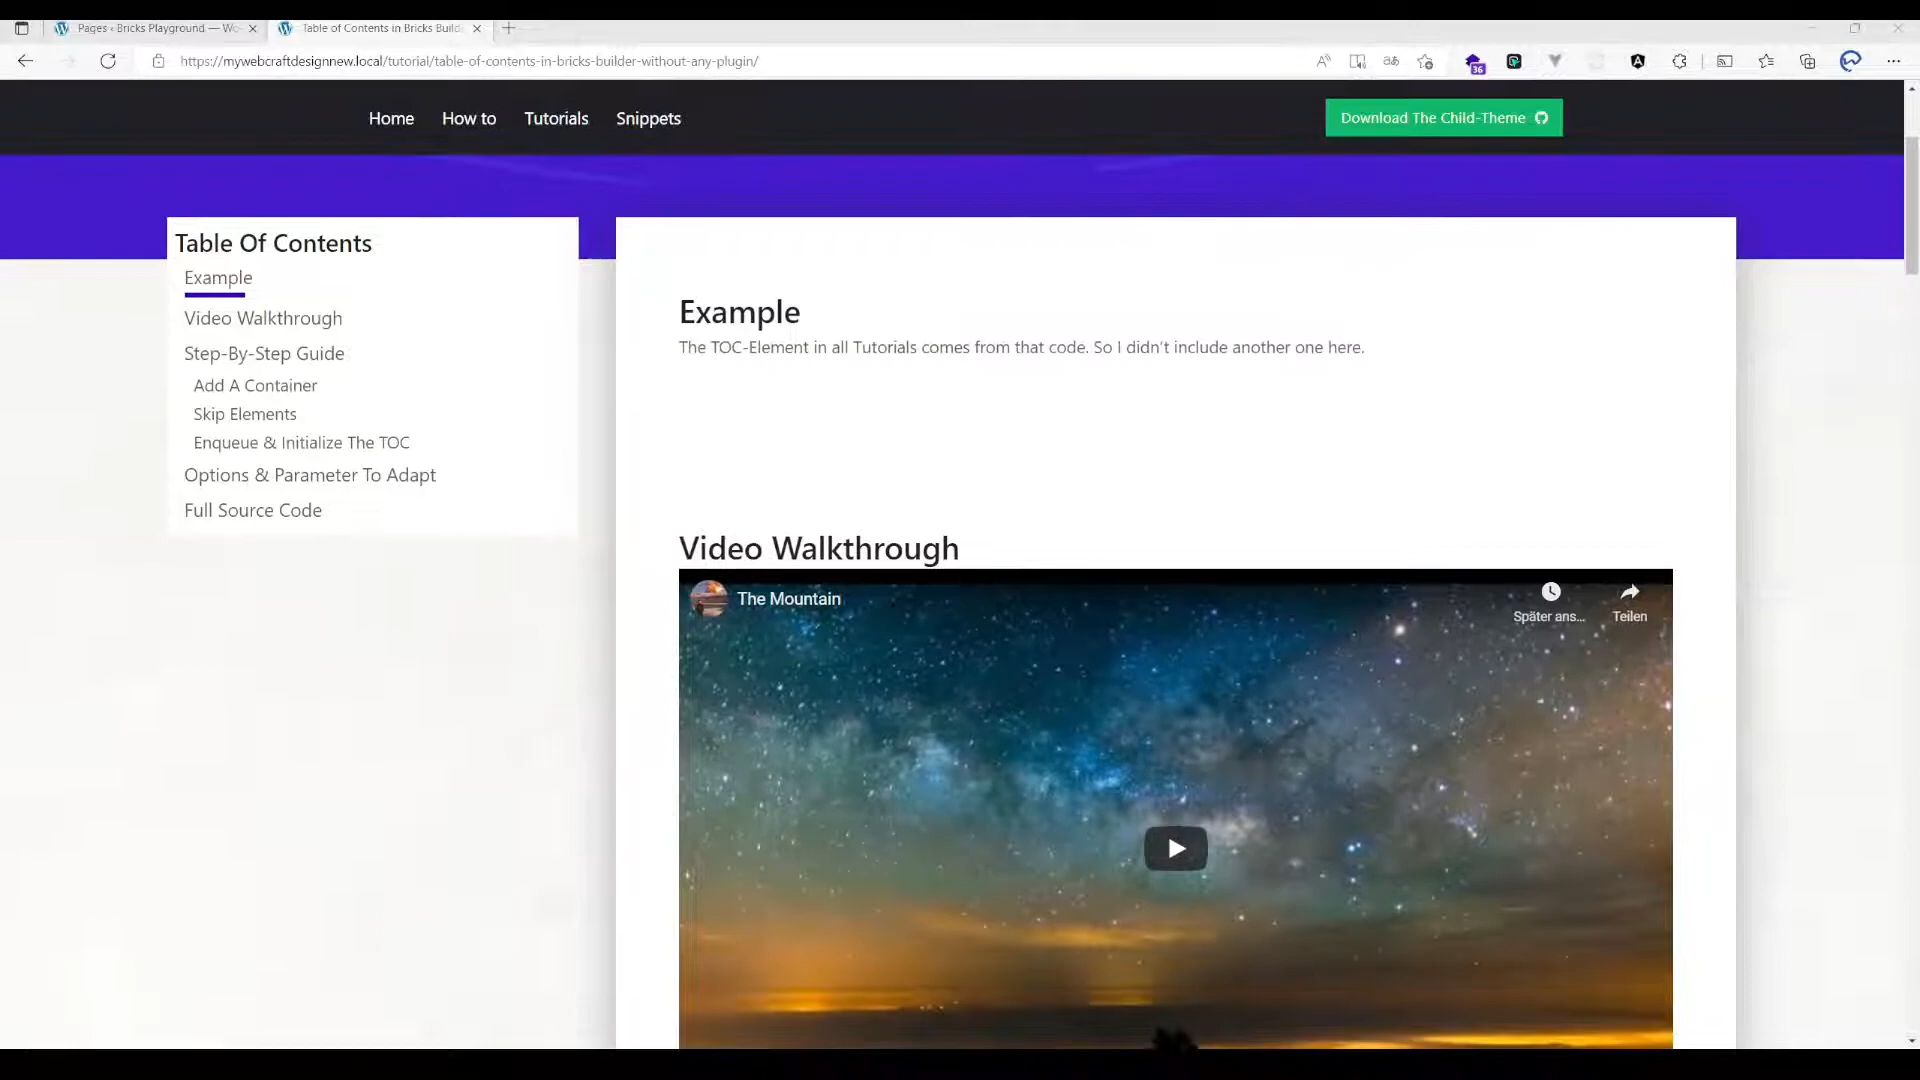 Pages ‹ Bricks Playground — Wo
Table of Contents in Bricks Build
https://mywebcraftdesignnew.local/tutorial/table-of-contents-in-bricks-builder-without-any-plugin/
36
Home
How to
Tutorials
Snippets
Download The Child-Theme
Table Of Contents
Example
Video Walkthrough
Step-By-Step Guide
Add A Container
Skip Elements
Enqueue & Initialize The TOC
Options & Parameter To Adapt
Full Source Code
Example
The TOC-Element in all Tutorials comes from that code. So I didn’t include another one here.
Video Walkthrough
The Mountain
Später ans...
Teilen